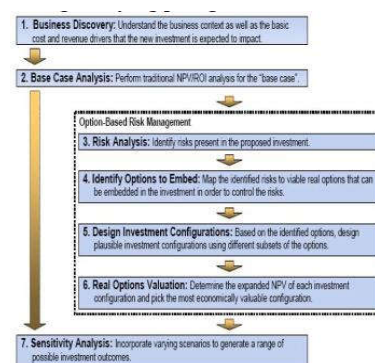 1. Business Discovery: Understand the business context as well as the basic
cost and revenue drivers that the new investment is expected to impact.
2. Base Case Analysis: Perform traditional NPV/ROI analysis for the "base case".
Option-Based Risk Management
3. Risk Analysis: Identify risks present in the proposed investment.
4. Identify Options to Embed: Map the identified risks to viable real options that can
be embedded in the investment in order to control the risks.
5. Design Investment Configurations: Based on the identified options, design
plausible investment configurations using different subsets of the options.
6. Real Options Valuation: Determine the expanded NPV of each investment
configuration and pick the most economically valuable configuration.
7. Sensitivity Analysis: Incorporate varying scenarios to generate a range of
possible investment outcomes.